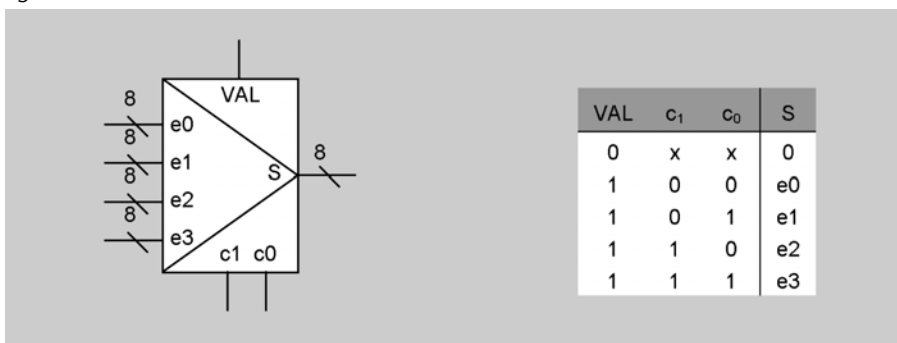 VAL
8
e0
8
e1
8
e2
8
e3
S
8
c1 c0
VAL c₁ c₀ S
0 x x 0
1 0 0 e0
1 0 1 e1
1 1 0 e2
1 1 1 e3